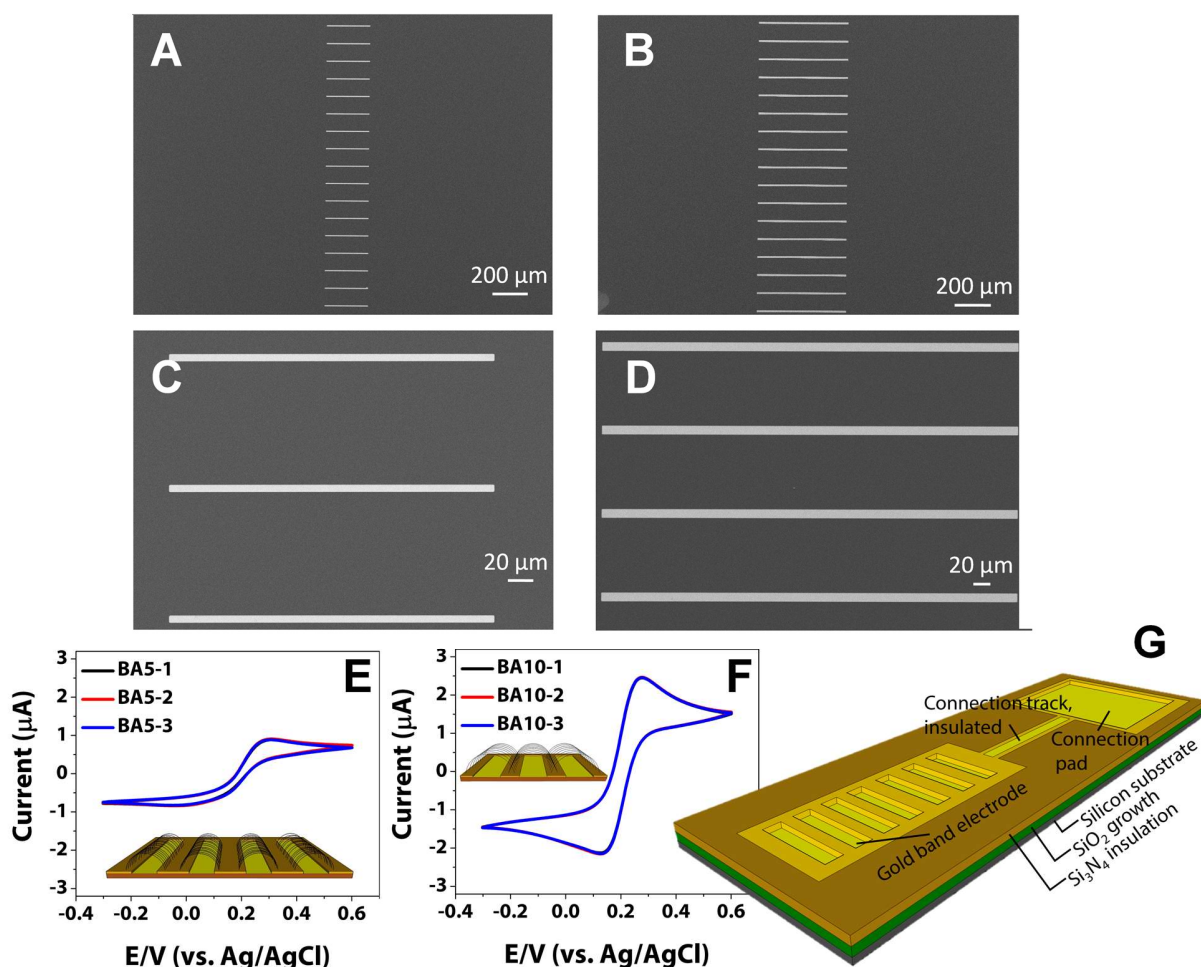 A
200 μm
B
200 μm
C
20 μm
D
20 μm
E
3
2
1
0
-1
-2
-3
Current (μA)
BA5-1
BA5-2
BA5-3
-0.4
0.0
0.2
0.6
E/V (vs. Ag/AgCl)
F
3
2
1
0
-1
-2
-3
Current (μA)
BA10-1
BA10-2
BA10-3
-0.4
-0.2
0.0
0.2
0.4
0.6
E/V (vs. Ag/AgCl)
G
Connection track,
insulated
Connection
pad
Gold band electrode
Silicon substrate
SiO₂ growth
Si₃N₄ insulation